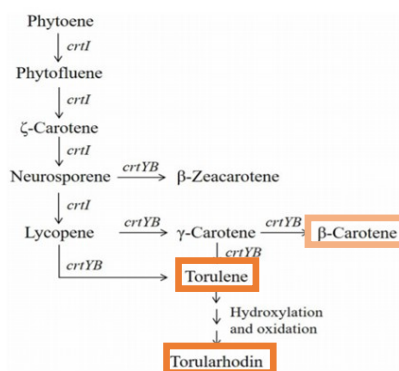 Phytoene
crtI
Phytofluene
crtI
ζ-Carotene
crtI
Neurosporene crtYB β-Zeacarotene
crtI
Lycopene crtYB γ-Carotene crtYB β-Carotene
crtYB
crtYB
Torulene
Hydroxylation
and oxidation
Torularhodin